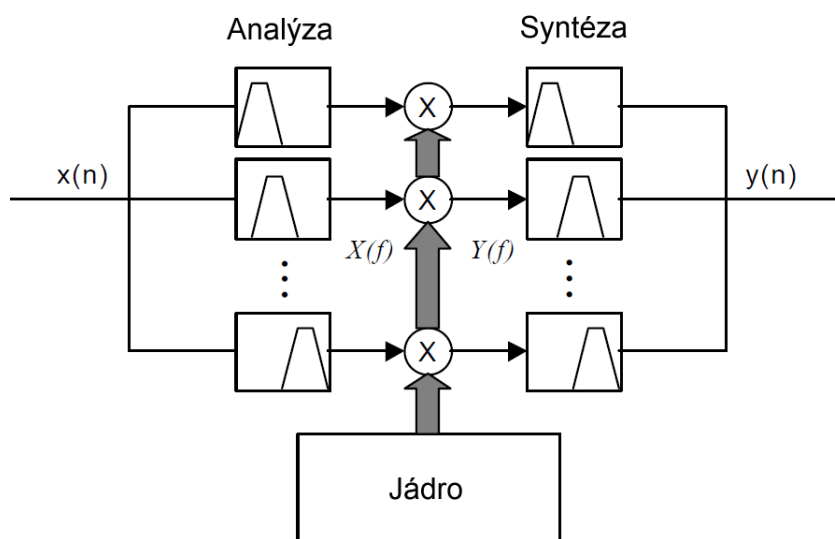 Analýza
Syntéza
X
x(n)
X
y(n)
X(f)
Y(f)
X
Jádro